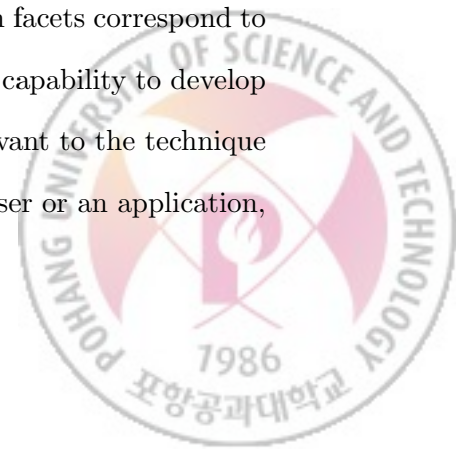 n facets correspond to
capability to develop
vant to the technique
ser or an application,
POHANG UNIVERSITY OF SCIENCE AND TECHNOLOGY
1986
포항공과대학교